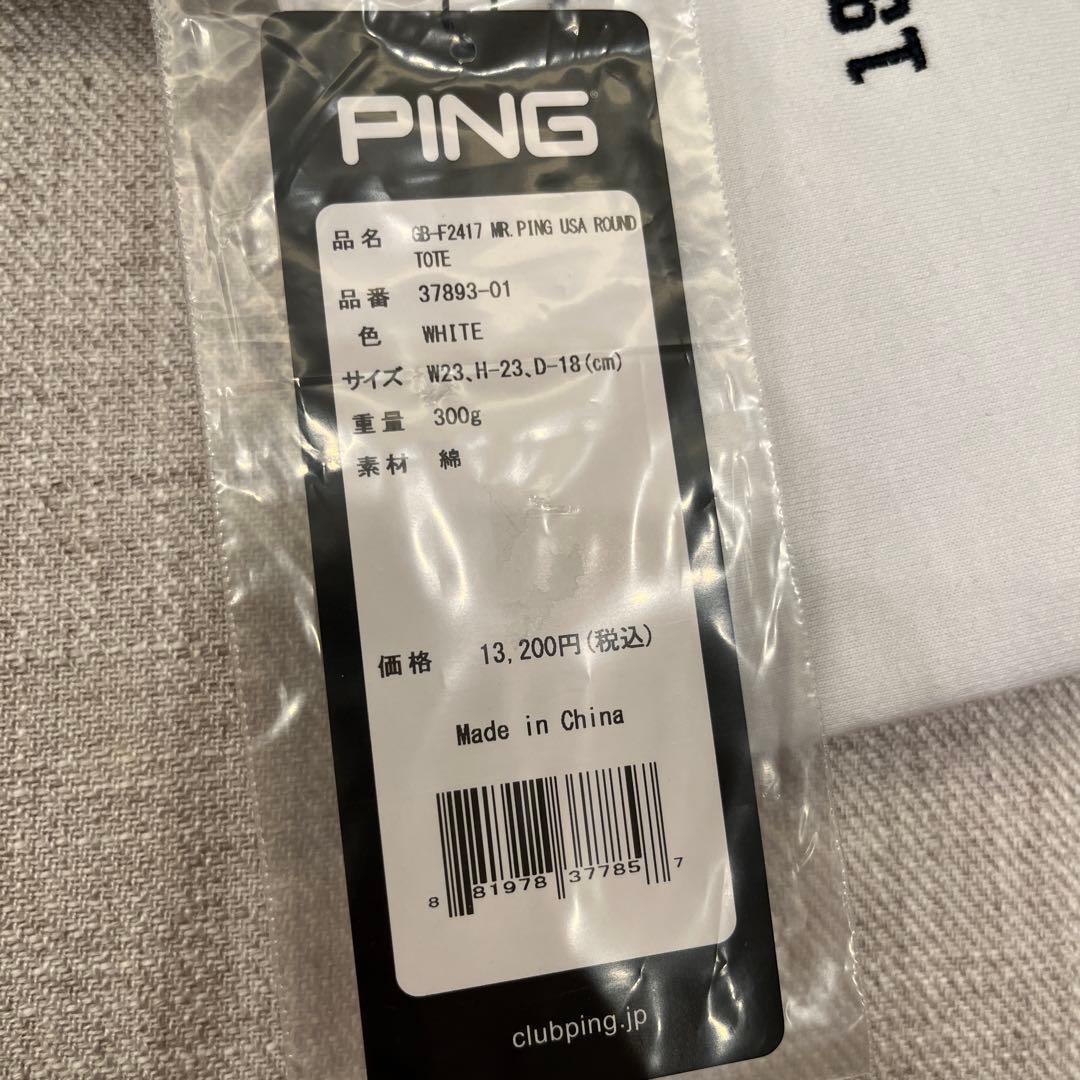 PING®
品名 GB-F2417 MR.PING USA ROUND
TOTE
品番 37893-01
色 WHITE
サイズ W23、H-23、D-18(cm)
重量 300g
素材 綿
価格 13,200円(税込)
Made in China
8 81978 37785 7
clubping.jp